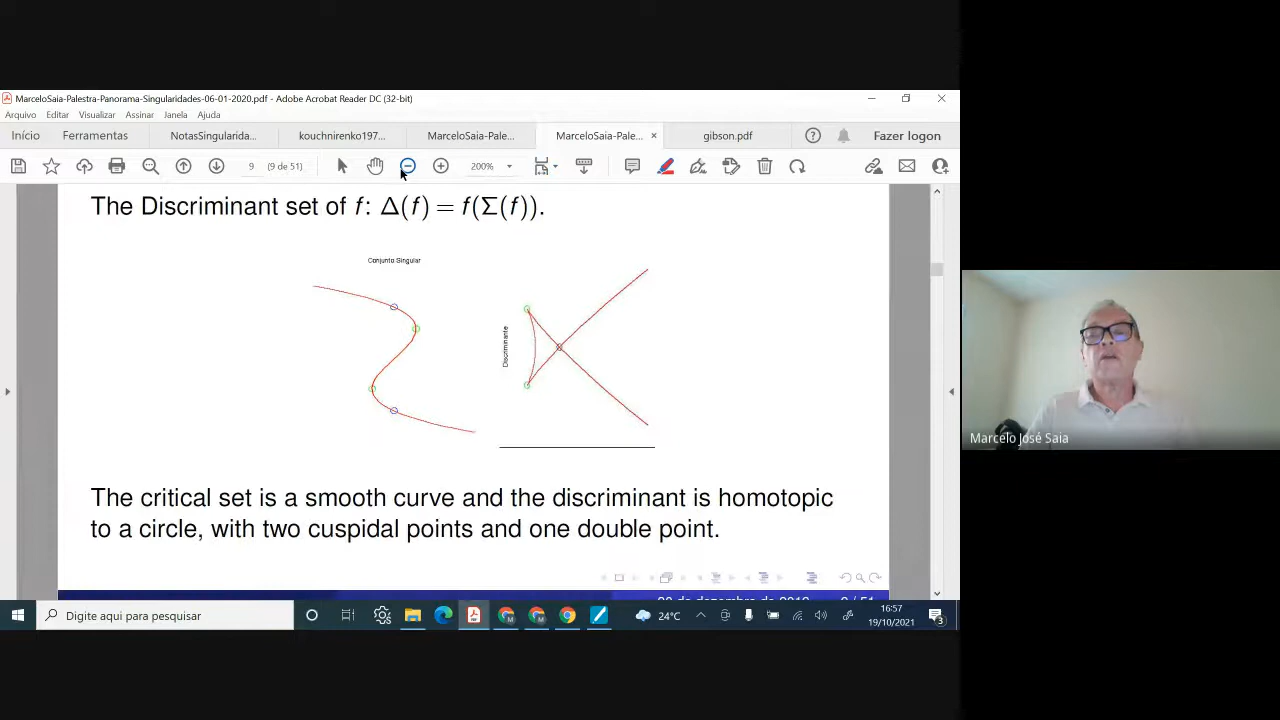 MarceloSaia-Palestra-Panorama-Singularidades-06-01-2020.pdf - Adobe Acrobat Reader DC (32-bit)
Arquivo Editar Visualizar Assinar Janela Ajuda
Início Ferramentas NotasSingularida... kouchnirenko197... MarceloSaia-Pale... MarceloSaia-Pale... × gibson.pdf Fazer logon
9 (9 de 51) 200%
The Discriminant set of f: Δ(f) = f(Σ(f)).
Conjunto Singular
Discriminante
The critical set is a smooth curve and the discriminant is homotopic
to a circle, with two cuspidal points and one double point.
Marcelo José Saia
Digite aqui para pesquisar
24°C
16:57
19/10/2021
3